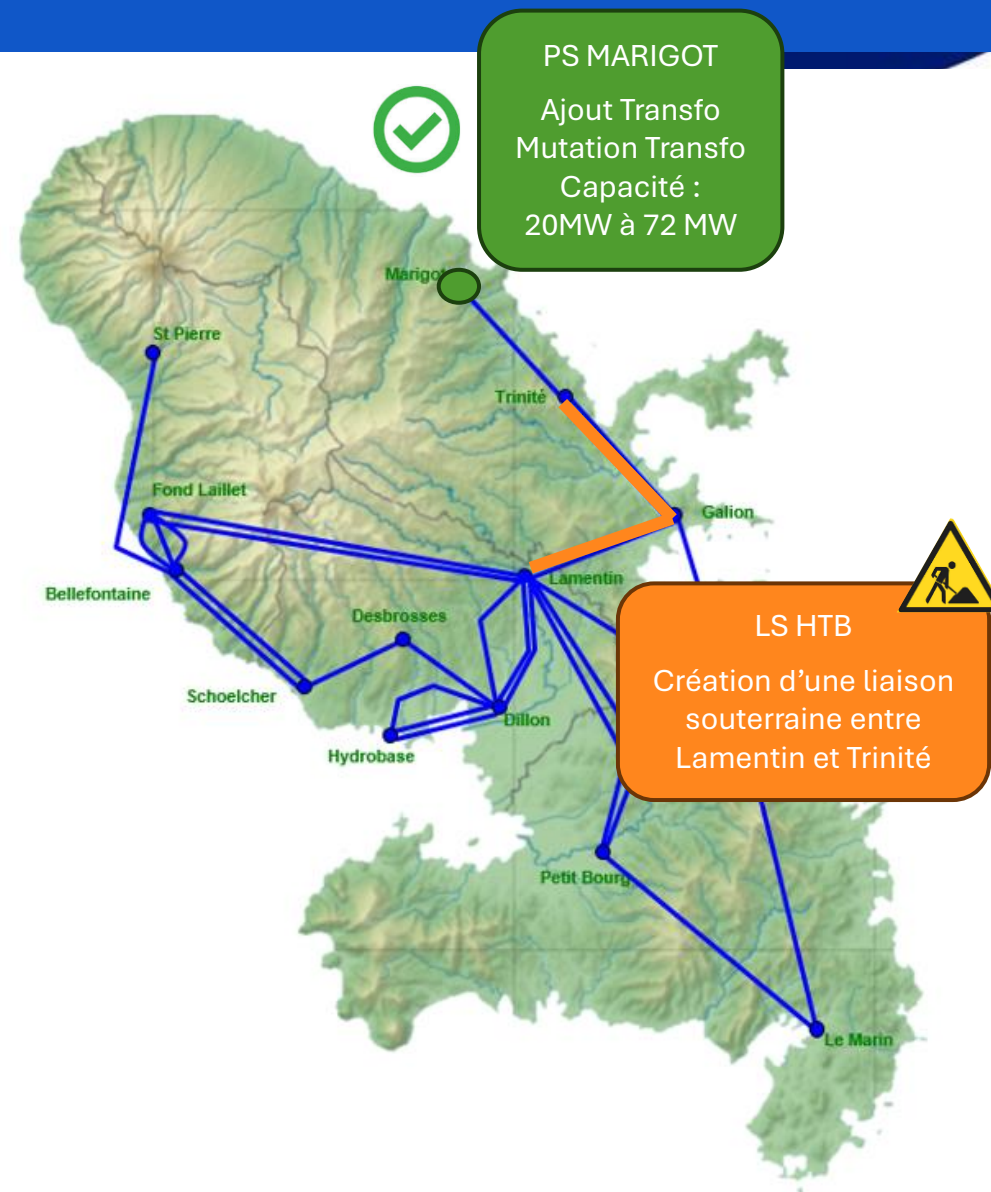 PS MARIGOT
Ajout Transfo
Mutation Transfo
Capacité :
20MW à 72 MW
Marigot
St Pierre
Trinité
Fond Laillet
Galion
Lamentin
Bellefontaine
Desbrosses
LS HTB
Création d’une liaison
souterraine entre
Lamentin et Trinité
Schoelcher
Dillon
Hydrobase
Petit Bourg
Le Marin